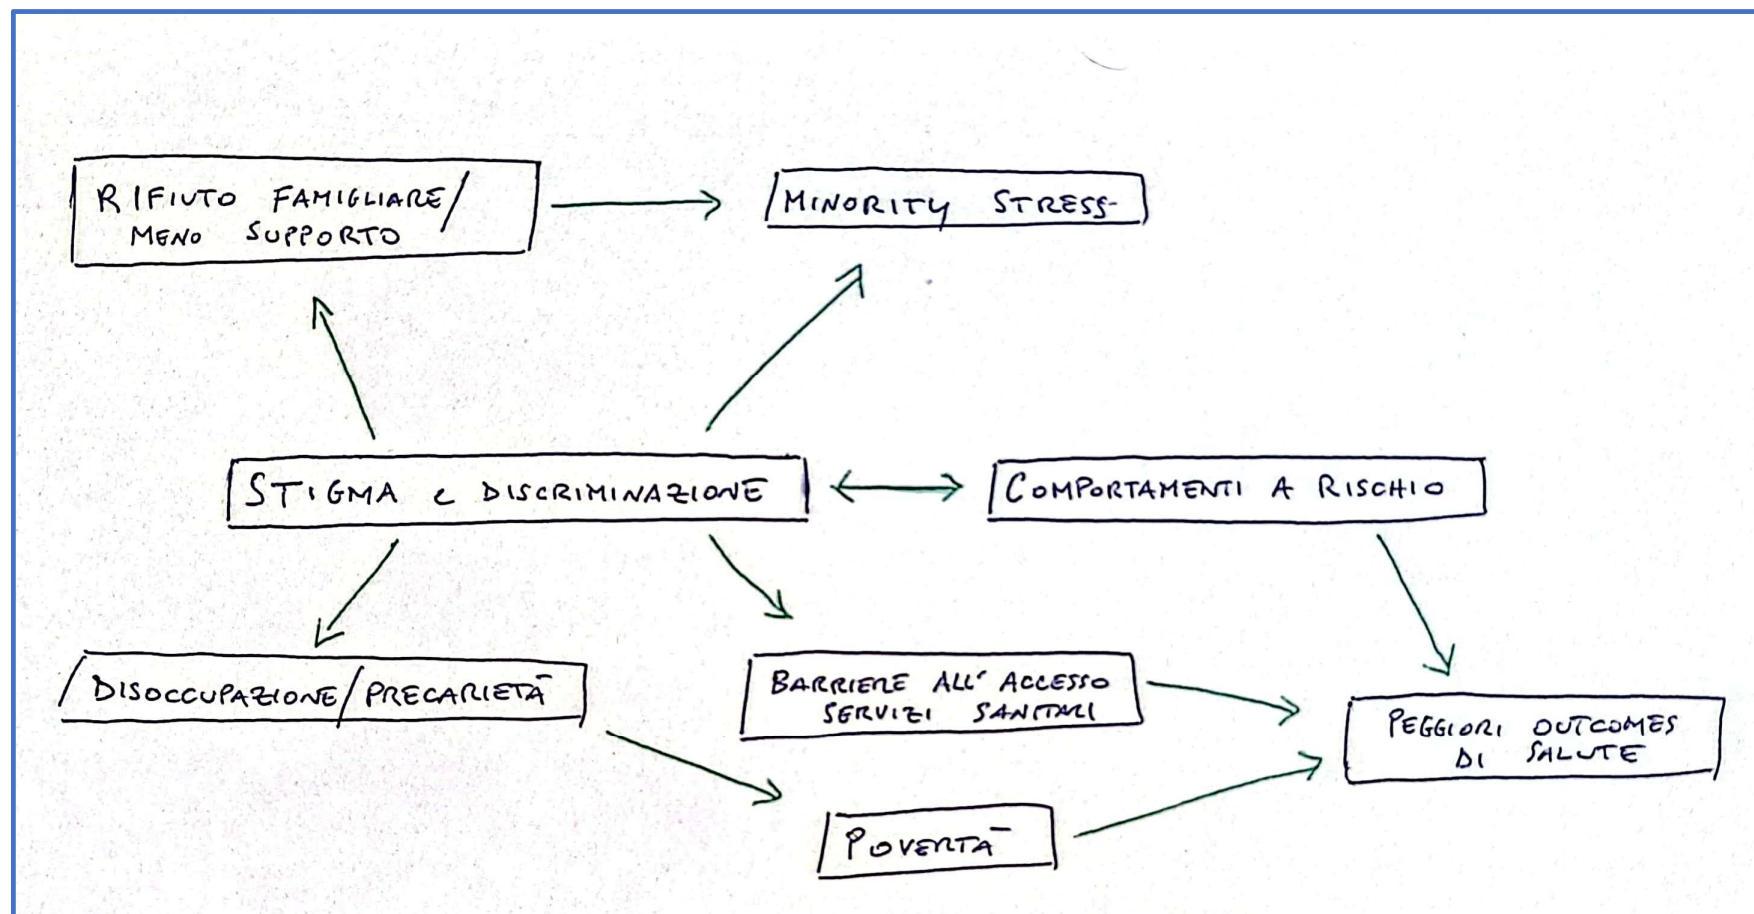 RIFIUTO FAMIGLIARE/
MENO SUPPORTO
MINORITY STRESS
STIGMA e DISCRIMINAZIONE
COMPORTAMENTI A RISCHIO
DISOCCUPAZIONE/PRECARIETÀ
BARRIERE ALL'ACCESSO
SERVIZI SANITARI
PEGGIORI OUTCOMES
DI SALUTE
POVERTÀ